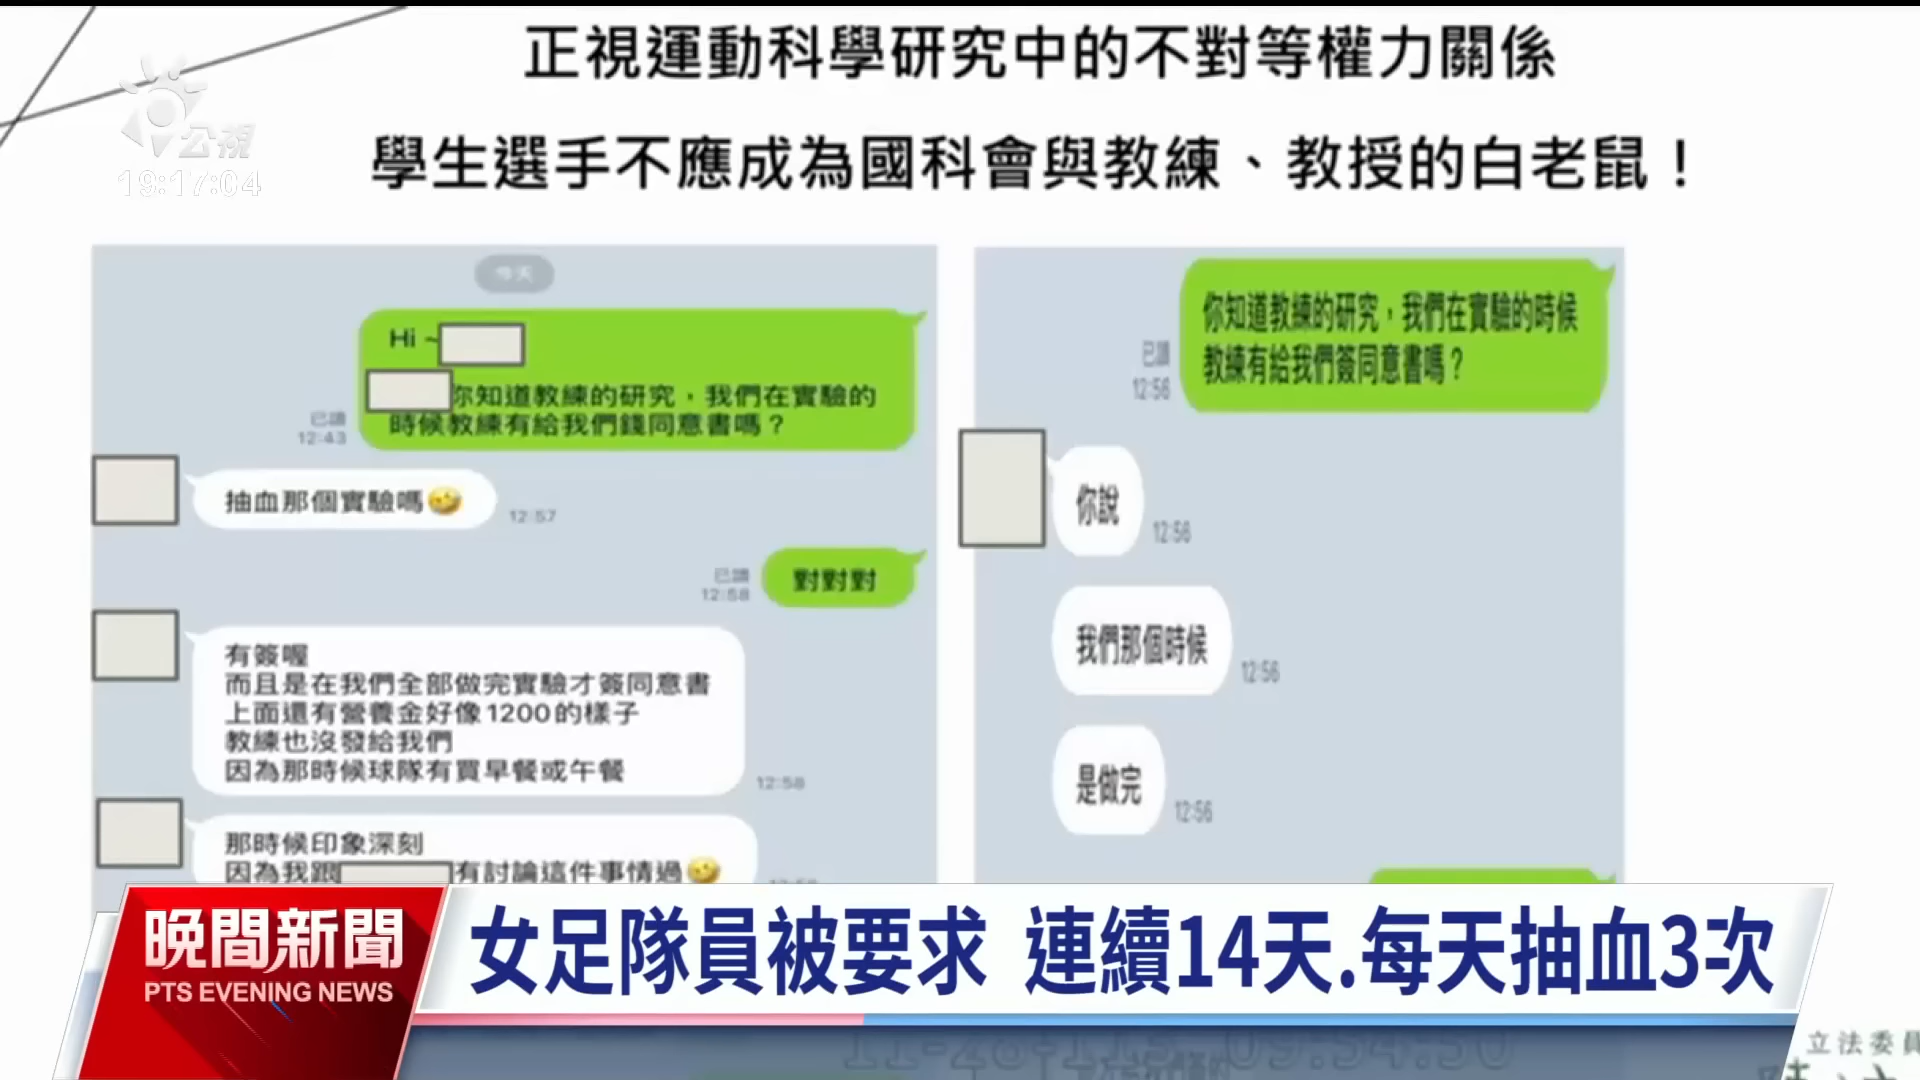 正視運動科學研究中的不對等權力關係
學生選手不應成為國科會與教練、教授的白老鼠！
公視
19:17:04
今天
Hi ~
你知道教練的研究，我們在實驗的
時候教練有給我們錢同意書嗎？
已讀
12:43
抽血那個實驗嗎🤣
12:57
對對對
已讀
12:58
有簽喔
而且是在我們全部做完實驗才簽同意書
上面還有營養金好像1200的樣子
教練也沒發給我們
因為那時候球隊有買早餐或午餐
12:58
那時候印象深刻
因為我跟
有討論這件事情過🤣
你知道教練的研究，我們在實驗的時候
教練有給我們簽同意書嗎？
已讀
12:56
你說
12:56
我們那個時候
12:56
是做完
12:56
晚間新聞
PTS EVENING NEWS
女足隊員被要求 連續14天.每天抽血3次
立法委員